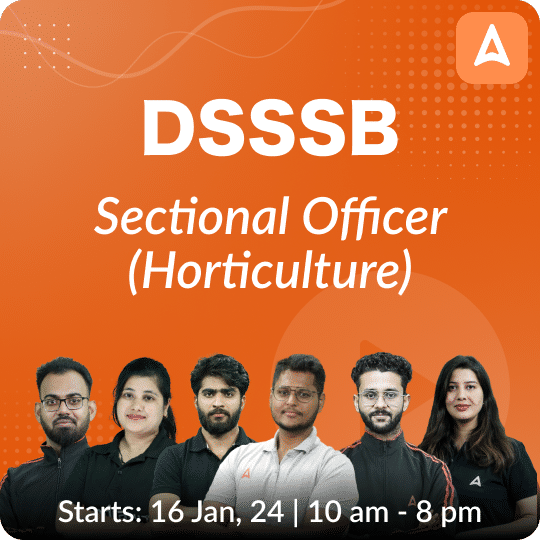 DSSSB
Sectional Officer
(Horticulture)
Starts: 16 Jan, 24 | 10 am - 8 pm